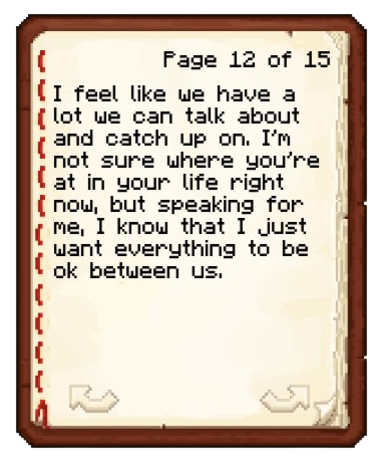 Page 12 of 15
I feel like we have a
lot we can talk about
and catch up on. I'm
not sure where you're
at in your life right
now, but speaking for
me, I know that I just
want everything to be
ok between us.